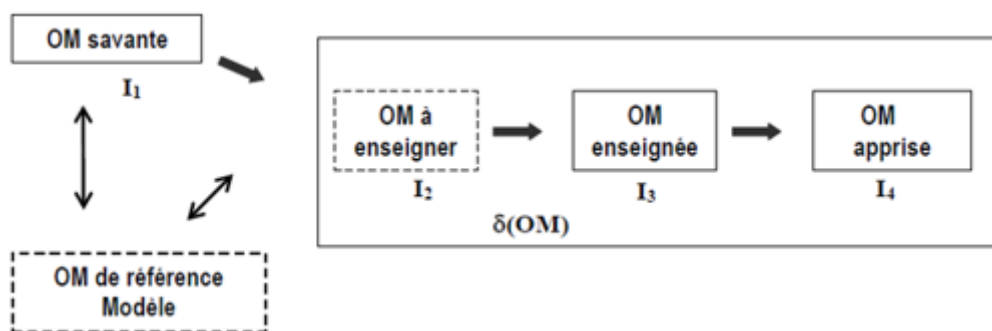 OM savante
I₁
OM à
enseigner
I₂
OM
enseignée
I₃
OM
apprise
I₄
δ(OM)
OM de référence
Modèle